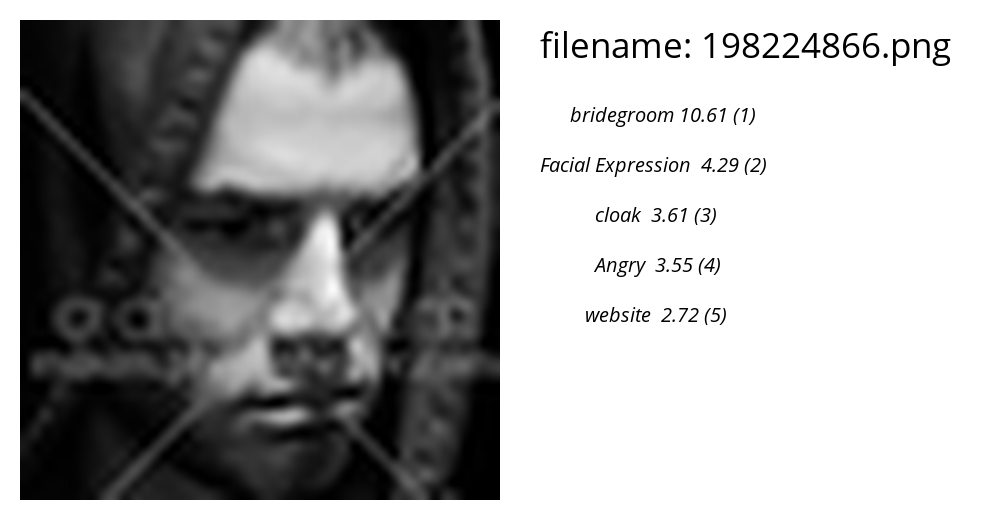 filename: 198224866.png
bridegroom 10.61 (1)
Facial Expression 4.29 (2)
cloak 3.61 (3)
Angry 3.55 (4)
website 2.72 (5)